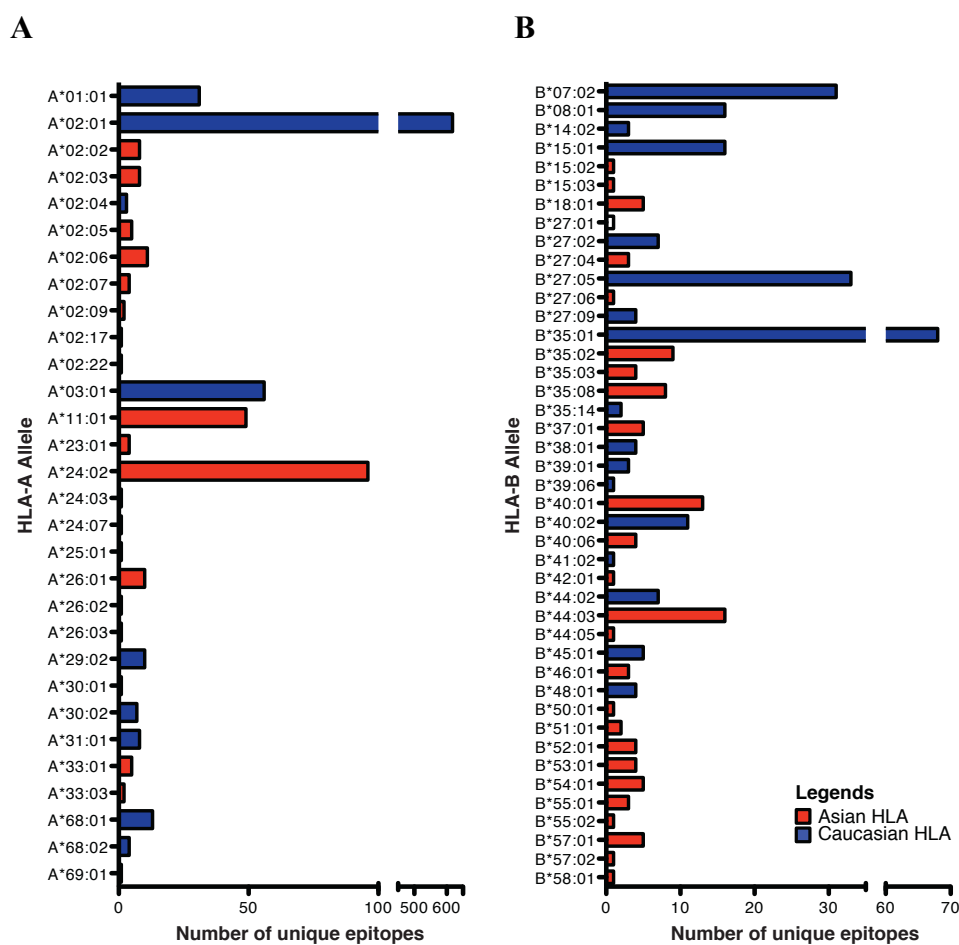 A
HLA-A Allele
A*01:01
A*02:01
A*02:02
A*02:03
A*02:04
A*02:05
A*02:06
A*02:07
A*02:09
A*02:17
A*02:22
A*03:01
A*11:01
A*23:01
A*24:02
A*24:03
A*24:07
A*25:01
A*26:01
A*26:02
A*26:03
A*29:02
A*30:01
A*30:02
A*31:01
A*33:01
A*33:03
A*68:01
A*68:02
A*69:01
0 50 100 500 600
Number of unique epitopes
B
HLA-B Allele
B*07:02
B*08:01
B*14:02
B*15:01
B*15:02
B*15:03
B*18:01
B*27:01
B*27:02
B*27:04
B*27:05
B*27:06
B*27:09
B*35:01
B*35:02
B*35:03
B*35:08
B*35:14
B*37:01
B*38:01
B*39:01
B*39:06
B*40:01
B*40:02
B*40:06
B*41:02
B*42:01
B*44:02
B*44:03
B*44:05
B*45:01
B*46:01
B*48:01
B*50:01
B*51:01
B*52:01
B*53:01
B*54:01
B*55:01
B*55:02
B*57:01
B*57:02
B*58:01
0 10 20 30 60 70
Number of unique epitopes
Legends
Asian HLA
Caucasian HLA